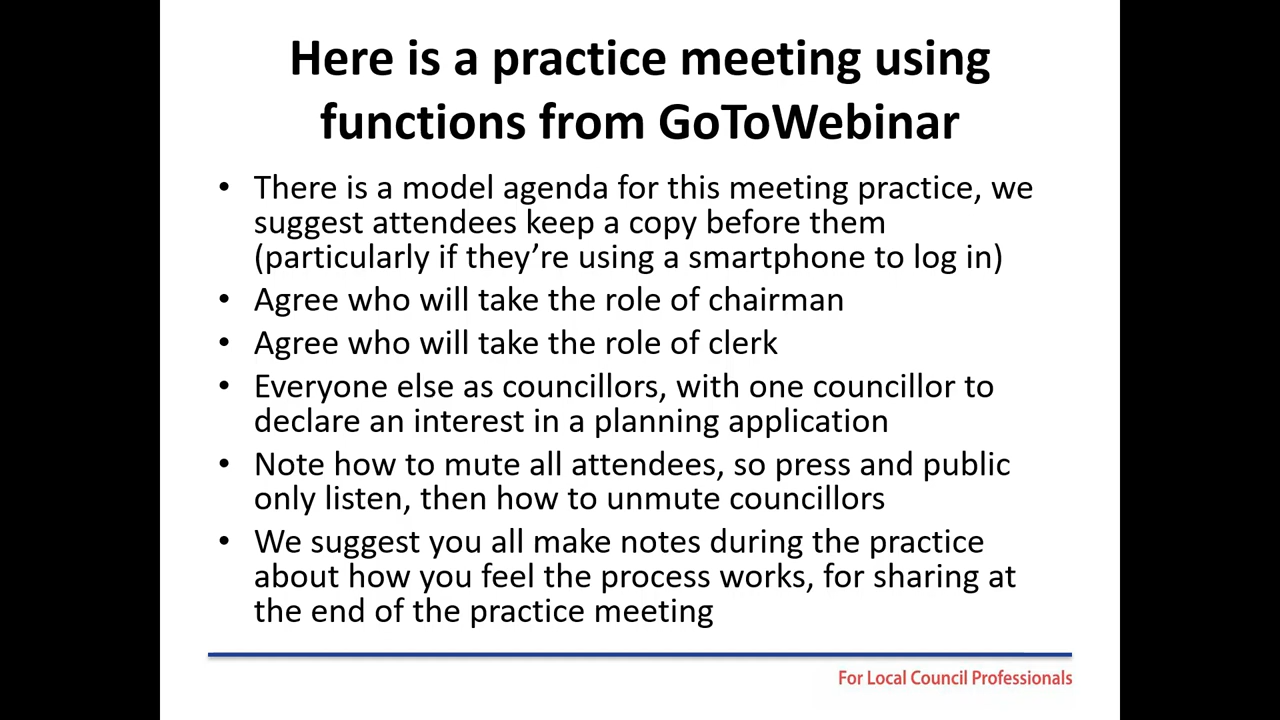 Here is a practice meeting using
functions from GoToWebinar
• There is a model agenda for this meeting practice, we
suggest attendees keep a copy before them
(particularly if they’re using a smartphone to log in)
• Agree who will take the role of chairman
• Agree who will take the role of clerk
• Everyone else as councillors, with one councillor to
declare an interest in a planning application
• Note how to mute all attendees, so press and public
only listen, then how to unmute councillors
• We suggest you all make notes during the practice
about how you feel the process works, for sharing at
the end of the practice meeting
For Local Council Professionals